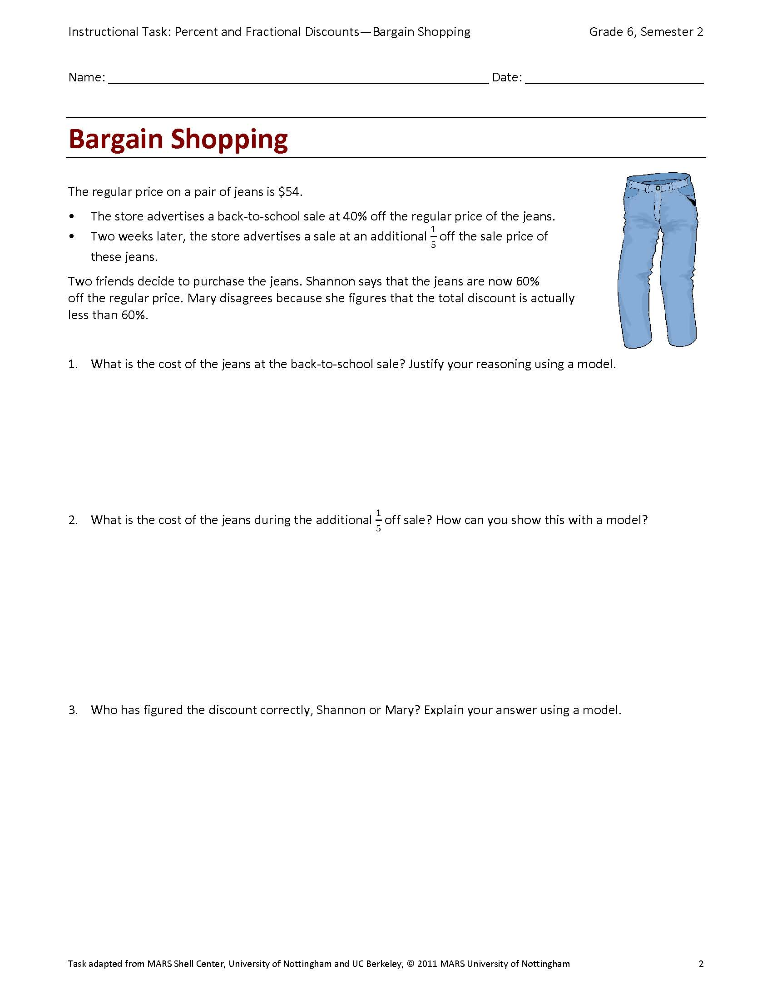 Instructional Task: Percent and Fractional Discounts—Bargain Shopping Grade 6, Semester 2
Name: Date:
Bargain Shopping
The regular price on a pair of jeans is $54.
• The store advertises a back-to-school sale at 40% off the regular price of the jeans.
• Two weeks later, the store advertises a sale at an additional 1/5 off the sale price of
these jeans.
Two friends decide to purchase the jeans. Shannon says that the jeans are now 60%
off the regular price. Mary disagrees because she figures that the total discount is actually
less than 60%.
1. What is the cost of the jeans at the back-to-school sale? Justify your reasoning using a model.
2. What is the cost of the jeans during the additional 1/5 off sale? How can you show this with a model?
3. Who has figured the discount correctly, Shannon or Mary? Explain your answer using a model.
Task adapted from MARS Shell Center, University of Nottingham and UC Berkeley, © 2011 MARS University of Nottingham 2